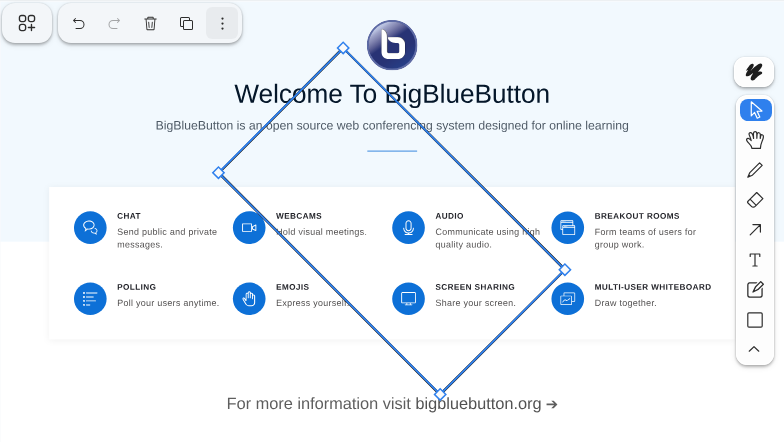 Welcome To BigBlueButton
BigBlueButton is an open source web conferencing system designed for online learning
CHAT
Send public and private
messages.
WEBCAMS
Hold visual meetings.
AUDIO
Communicate using high
quality audio.
BREAKOUT ROOMS
Form teams of users for
group work.
POLLING
Poll your users anytime.
EMOJIS
Express yourself.
SCREEN SHARING
Share your screen.
MULTI-USER WHITEBOARD
Draw together.
For more information visit bigbluebutton.org →